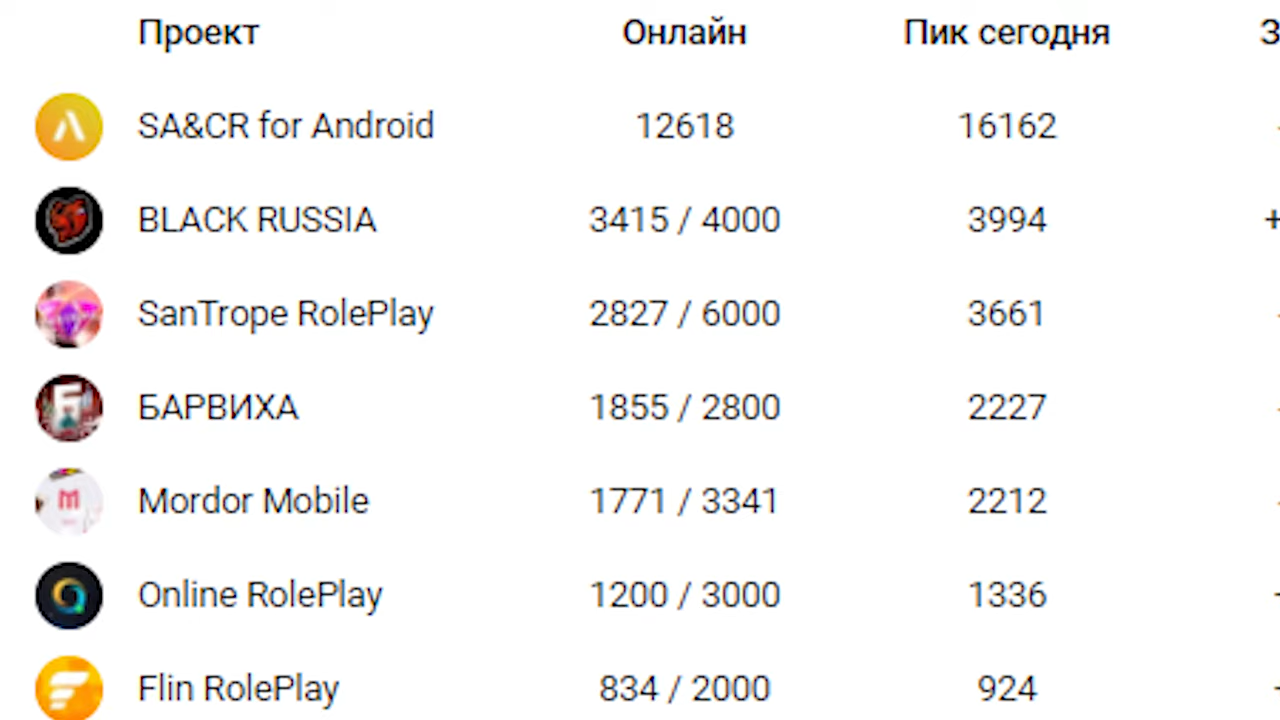 Проект Онлайн Пик сегодня З
SA&CR for Android 12618 16162
BLACK RUSSIA 3415 / 4000 3994 +
SanTrope RolePlay 2827 / 6000 3661
БАРВИХА 1855 / 2800 2227
Mordor Mobile 1771 / 3341 2212
Online RolePlay 1200 / 3000 1336
Flin RolePlay 834 / 2000 924